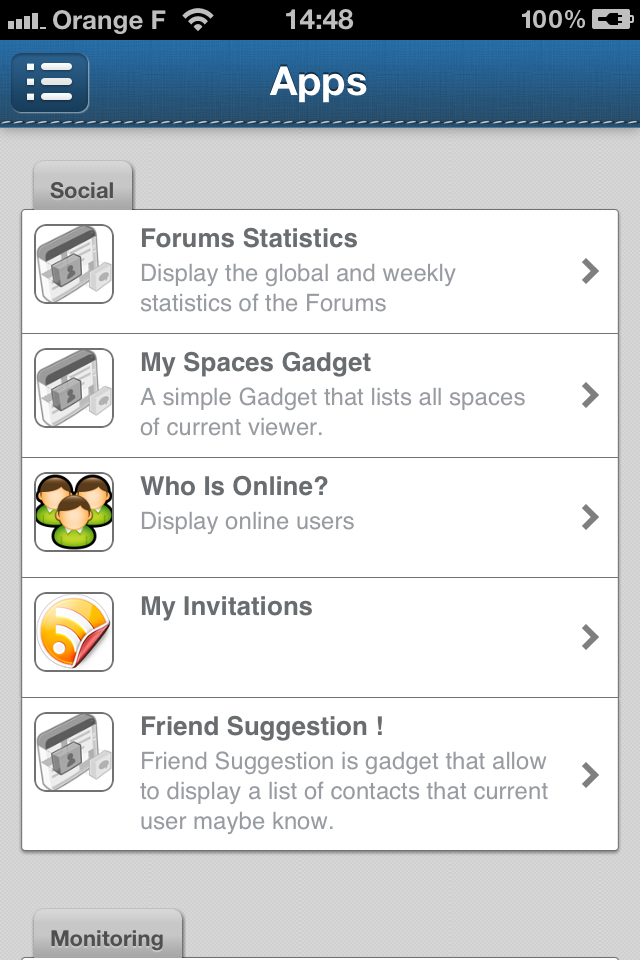 Orange F 14:48 100%
Apps
Social
Forums Statistics
Display the global and weekly
statistics of the Forums
My Spaces Gadget
A simple Gadget that lists all spaces
of current viewer.
Who Is Online?
Display online users
My Invitations
Friend Suggestion !
Friend Suggestion is gadget that allow
to display a list of contacts that current
user maybe know.
Monitoring